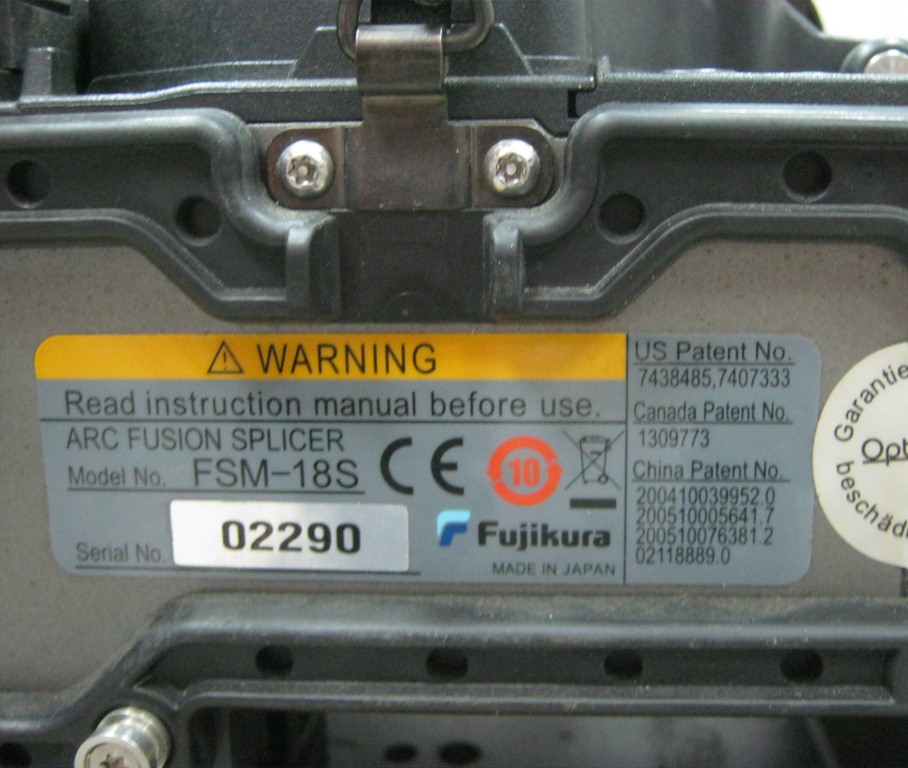 WARNING
Read instruction manual before use.
ARC FUSION SPLICER
Model No. FSM-18S
CE
10
Serial No. 02290
Fujikura
MADE IN JAPAN
US Patent No.
7438485,7407333
Canada Patent No.
1309773
China Patent No.
200410039952.0
200510005641.7
200510076381.2
02118889.0
Garantie
Opt
beschäd